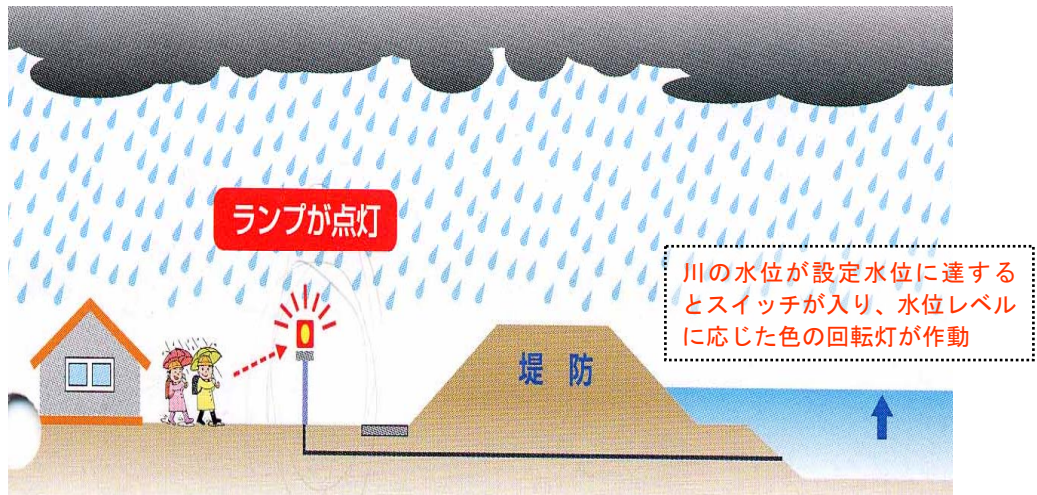 ランプが点灯
川の水位が設定水位に達する
とスイッチが入り、水位レベル
に応じた色の回転灯が作動
堤防